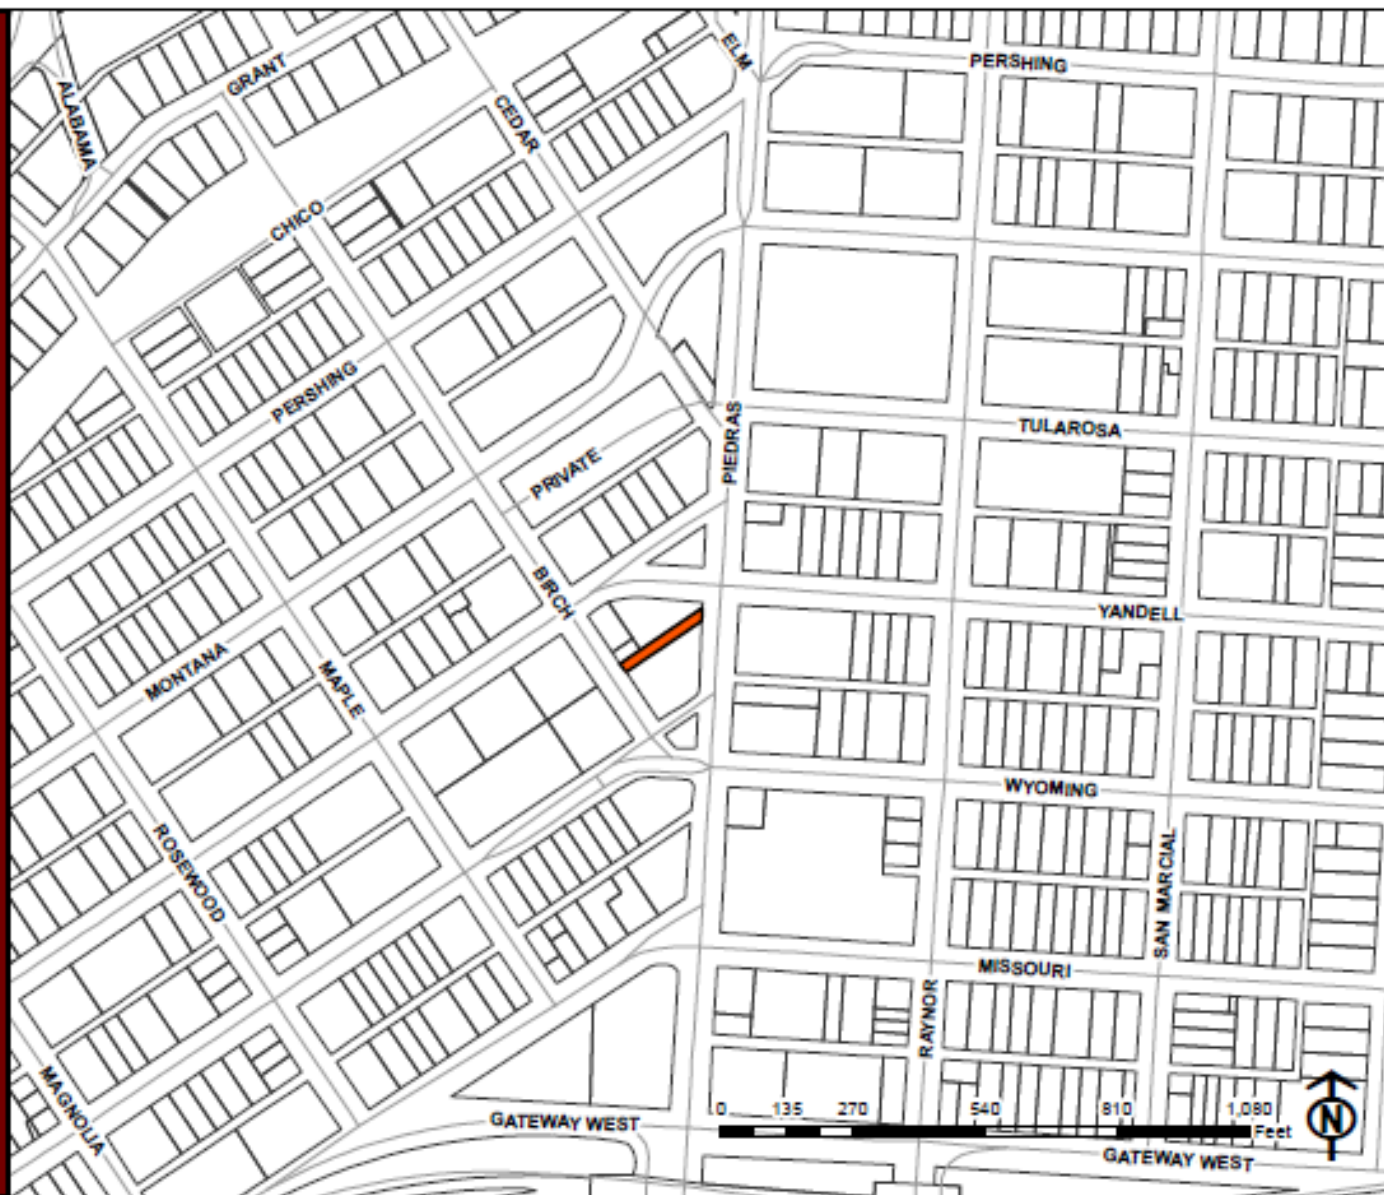 ELM
PERSHING
GRANT
ALABAMA
CEDAR
CHICO
PERSHING
TULAROSA
PIEDRAS
PRIVATE
BIRCH
YANDELL
MONTANA
MAPLE
WYOMING
ROSEWOOD
SAN MARCIAL
MISSOURI
RAYNOR
MAGNOLIA
GATEWAY WEST
0 135 270 540 810 1,080
Feet
N
GATEWAY WEST